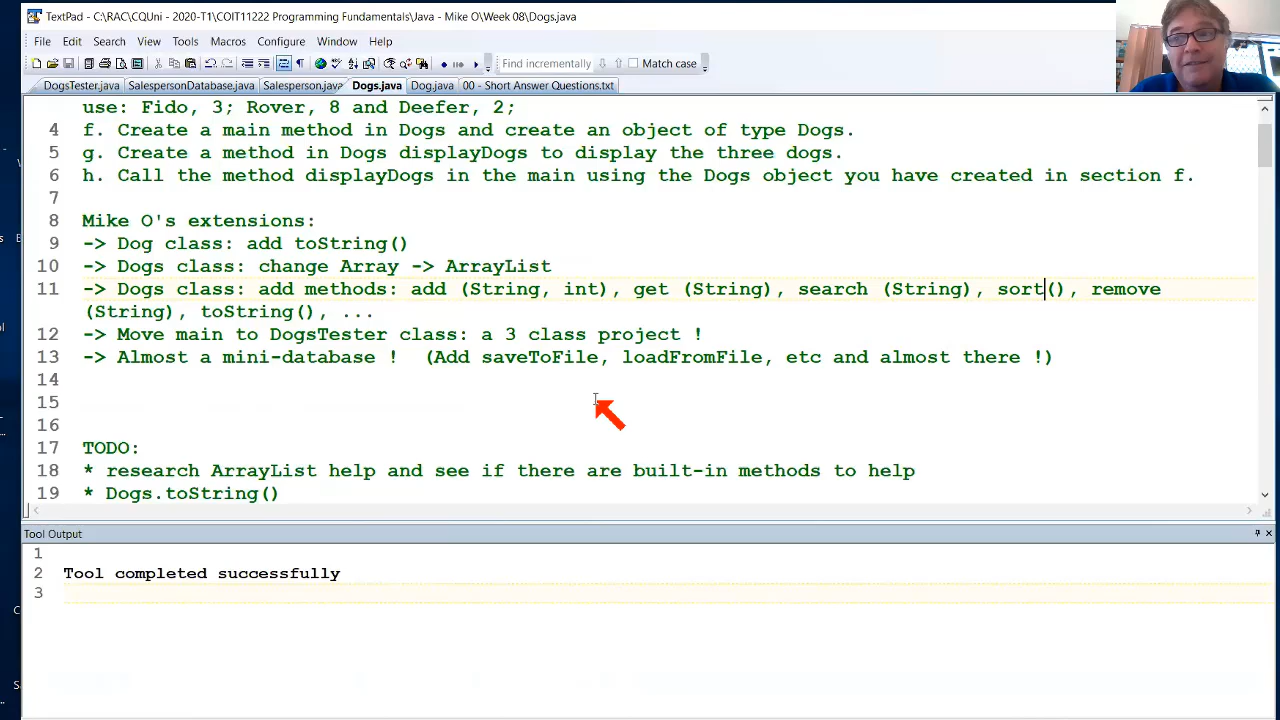 TextPad - C:\RAC\CQUni - 2020-T1\COIT11222 Programming Fundamentals\Java - Mike O\Week 08\Dogs.java
File Edit Search View Tools Macros Configure Window Help
Find incrementally Match case
DogsTester.java SalespersonDatabase.java Salesperson.java Dogs.java Dog.java 00 - Short Answer Questions.txt
use: Fido, 3; Rover, 8 and Deefer, 2;
4 f. Create a main method in Dogs and create an object of type Dogs.
5 g. Create a method in Dogs displayDogs to display the three dogs.
6 h. Call the method displayDogs in the main using the Dogs object you have created in section f.
7
8 Mike O's extensions:
9 -> Dog class: add toString()
10 -> Dogs class: change Array -> ArrayList
11 -> Dogs class: add methods: add (String, int), get (String), search (String), sort(), remove
(String), toString(), ...
12 -> Move main to DogsTester class: a 3 class project !
13 -> Almost a mini-database ! (Add saveToFile, loadFromFile, etc and almost there !)
14
15
16
17 TODO:
18 * research ArrayList help and see if there are built-in methods to help
19 * Dogs.toString()
Tool Output
1
2 Tool completed successfully
3